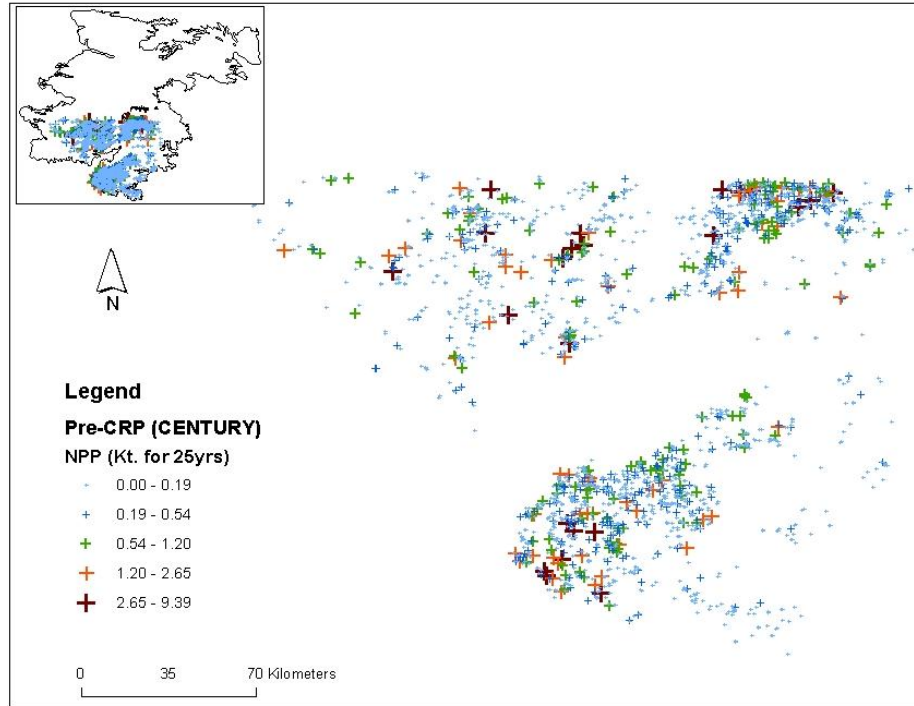 N
Legend
Pre-CRP (CENTURY)
NPP (Kt. for 25yrs)
0.00 - 0.19
0.19 - 0.54
0.54 - 1.20
1.20 - 2.65
2.65 - 9.39
0 35 70 Kilometers